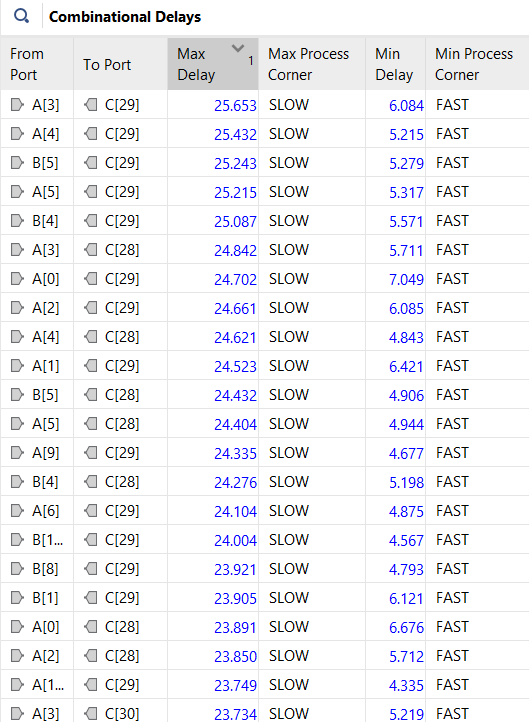 Combinational Delays
From Port To Port Max Delay 1 Max Process Corner Min Delay Min Process Corner
A[3] C[29] 25.653 SLOW 6.084 FAST
A[4] C[29] 25.432 SLOW 5.215 FAST
B[5] C[29] 25.243 SLOW 5.279 FAST
A[5] C[29] 25.215 SLOW 5.317 FAST
B[4] C[29] 25.087 SLOW 5.571 FAST
A[3] C[28] 24.842 SLOW 5.711 FAST
A[0] C[29] 24.702 SLOW 7.049 FAST
A[2] C[29] 24.661 SLOW 6.085 FAST
A[4] C[28] 24.621 SLOW 4.843 FAST
A[1] C[29] 24.523 SLOW 6.421 FAST
B[5] C[28] 24.432 SLOW 4.906 FAST
A[5] C[28] 24.404 SLOW 4.944 FAST
A[9] C[29] 24.335 SLOW 4.677 FAST
B[4] C[28] 24.276 SLOW 5.198 FAST
A[6] C[29] 24.104 SLOW 4.875 FAST
B[1... C[29] 24.004 SLOW 4.567 FAST
B[8] C[29] 23.921 SLOW 4.793 FAST
B[1] C[29] 23.905 SLOW 6.121 FAST
A[0] C[28] 23.891 SLOW 6.676 FAST
A[2] C[28] 23.850 SLOW 5.712 FAST
A[1... C[29] 23.749 SLOW 4.335 FAST
A[3] C[30] 23.734 SLOW 5.219 FAST